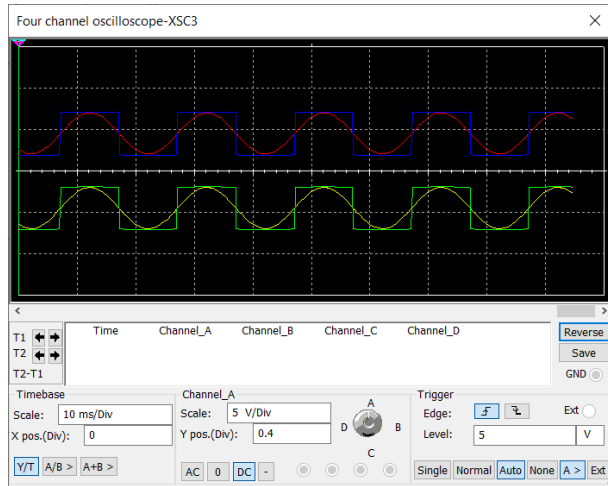 Four channel oscilloscope-XSC3
Time Channel_A Channel_B Channel_C Channel_D
T1
T2
T2-T1
Reverse
Save
GND
Timebase
Scale: 10 ms/Div
X pos.(Div): 0
Y/T A/B > A+B >
Channel_A
Scale: 5 V/Div
Y pos.(Div): 0.4
AC 0 DC -
A
D B
C
Trigger
Edge: Ext
Level: 5 V
Single Normal Auto None A > Ext